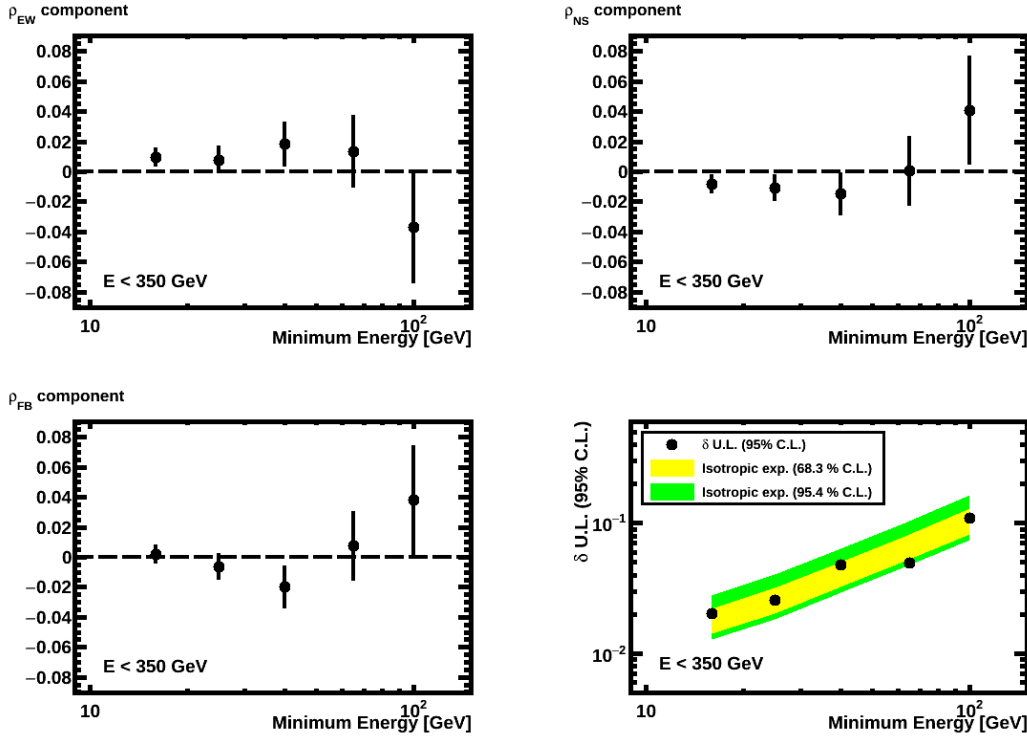 ρEW component
0.08
0.06
0.04
0.02
0
−0.02
−0.04
−0.06
−0.08
E < 350 GeV
10
10²
Minimum Energy [GeV]
ρNS component
0.08
0.06
0.04
0.02
0
−0.02
−0.04
−0.06
−0.08
E < 350 GeV
10
10²
Minimum Energy [GeV]
ρFB component
0.08
0.06
0.04
0.02
0
−0.02
−0.04
−0.06
−0.08
E < 350 GeV
10
10²
Minimum Energy [GeV]
δ U.L. (95% C.L.)
δ U.L. (95% C.L.)
Isotropic exp. (68.3 % C.L.)
Isotropic exp. (95.4 % C.L.)
10⁻¹
10⁻²
E < 350 GeV
10
10²
Minimum Energy [GeV]